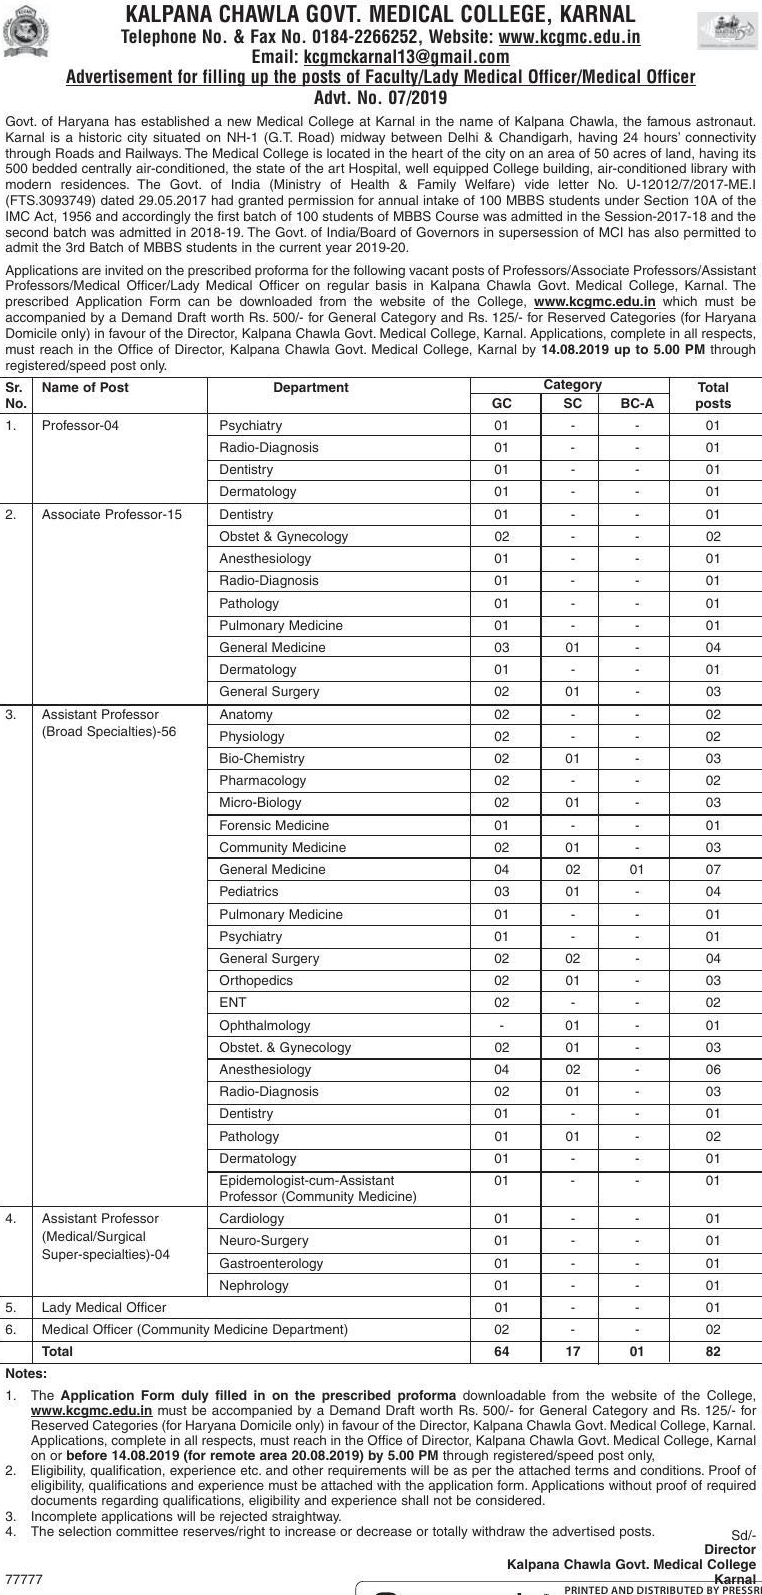 KALPANA CHAWLA GOVT. MEDICAL COLLEGE, KARNAL
Telephone No. & Fax No. 0184-2266252, Website: www.kcgmc.edu.in
Email: kcgmckarnal13@gmail.com
Advertisement for filling up the posts of Faculty/Lady Medical Officer/Medical Officer
Advt. No. 07/2019
Govt. of Haryana has established a new Medical College at Karnal in the name of Kalpana Chawla, the famous astronaut.
Karnal is a historic city situated on NH-1 (G.T. Road) midway between Delhi & Chandigarh, having 24 hours' connectivity
through Roads and Railways. The Medical College is located in the heart of the city on an area of 50 acres of land, having its
500 bedded centrally air-conditioned, the state of the art Hospital, well equipped College building, air-conditioned library with
modern residences. The Govt. of India (Ministry of Health & Family Welfare) vide letter No. U-12012/7/2017-ME.I
(FTS.3093749) dated 29.05.2017 had granted permission for annual intake of 100 MBBS students under Section 10A of the
IMC Act, 1956 and accordingly the first batch of 100 students of MBBS Course was admitted in the Session-2017-18 and the
second batch was admitted in 2018-19. The Govt. of India/Board of Governors in supersession of MCI has also permitted to
admit the 3rd Batch of MBBS students in the current year 2019-20.
Applications are invited on the prescribed proforma for the following vacant posts of Professors/Associate Professors/Assistant
Professors/Medical Officer/Lady Medical Officer on regular basis in Kalpana Chawla Govt. Medical College, Karnal. The
prescribed Application Form can be downloaded from the website of the College, www.kcgmc.edu.in which must be
accompanied by a Demand Draft worth Rs. 500/- for General Category and Rs. 125/- for Reserved Categories (for Haryana
Domicile only) in favour of the Director, Kalpana Chawla Govt. Medical College, Karnal. Applications, complete in all respects,
must reach in the Office of Director, Kalpana Chawla Govt. Medical College, Karnal by 14.08.2019 up to 5.00 PM through
registered/speed post only.
Sr. No. Name of Post Department Category Total posts
GC SC BC-A
1. Professor-04 Psychiatry 01 - - 01
Radio-Diagnosis 01 - - 01
Dentistry 01 - - 01
Dermatology 01 - - 01
2. Associate Professor-15 Dentistry 01 - - 01
Obstet & Gynecology 02 - - 02
Anesthesiology 01 - - 01
Radio-Diagnosis 01 - - 01
Pathology 01 - - 01
Pulmonary Medicine 01 - - 01
General Medicine 03 01 - 04
Dermatology 01 - - 01
General Surgery 02 01 - 03
3. Assistant Professor Anatomy 02 - - 02
(Broad Specialties)-56 Physiology 02 - - 02
Bio-Chemistry 02 01 - 03
Pharmacology 02 - - 02
Micro-Biology 02 01 - 03
Forensic Medicine 01 - - 01
Community Medicine 02 01 - 03
General Medicine 04 02 01 07
Pediatrics 03 01 - 04
Pulmonary Medicine 01 - - 01
Psychiatry 01 - - 01
General Surgery 02 02 - 04
Orthopedics 02 01 - 03
ENT 02 - - 02
Ophthalmology - 01 - 01
Obstet. & Gynecology 02 01 - 03
Anesthesiology 04 02 - 06
Radio-Diagnosis 02 01 - 03
Dentistry 01 - - 01
Pathology 01 01 - 02
Dermatology 01 - - 01
Epidemologist-cum-Assistant 01 - - 01
Professor (Community Medicine)
4. Assistant Professor Cardiology 01 - - 01
(Medical/Surgical Neuro-Surgery 01 - - 01
Super-specialties)-04 Gastroenterology 01 - - 01
Nephrology 01 - - 01
5. Lady Medical Officer 01 - - 01
6. Medical Officer (Community Medicine Department) 02 - - 02
Total 64 17 01 82
Notes:
1. The Application Form duly filled in on the prescribed proforma downloadable from the website of the College,
www.kcgmc.edu.in must be accompanied by a Demand Draft worth Rs. 500/- for General Category and Rs. 125/- for
Reserved Categories (for Haryana Domicile only) in favour of the Director, Kalpana Chawla Govt. Medical College, Karnal.
Applications, complete in all respects, must reach in the Office of Director, Kalpana Chawla Govt. Medical College, Karnal
on or before 14.08.2019 (for remote area 20.08.2019) by 5.00 PM through registered/speed post only,
2. Eligibility, qualification, experience etc. and other requirements will be as per the attached terms and conditions. Proof of
eligibility, qualifications and experience must be attached with the application form. Applications without proof of required
documents regarding qualifications, eligibility and experience shall not be considered.
3. Incomplete applications will be rejected straightway.
4. The selection committee reserves/right to increase or decrease or totally withdraw the advertised posts.
Sd/-
Director
Kalpana Chawla Govt. Medical College
77777 Karnal
PRINTED AND DISTRIBUTED BY PRESSR